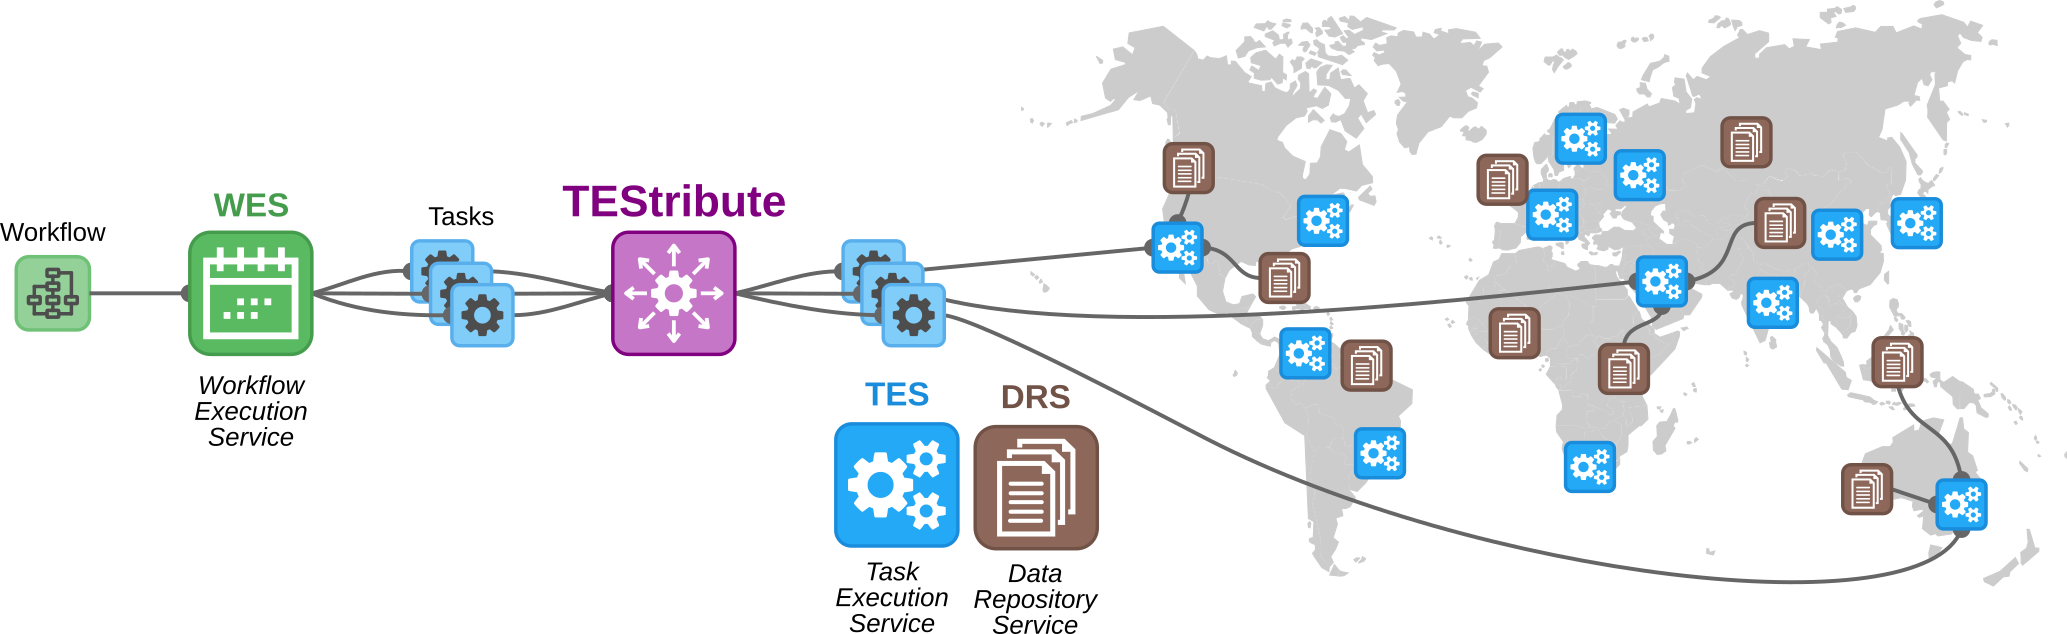 Workflow
WES
Workflow
Execution
Service
Tasks
TEStribute
TES
Task
Execution
Service
DRS
Data
Repository
Service